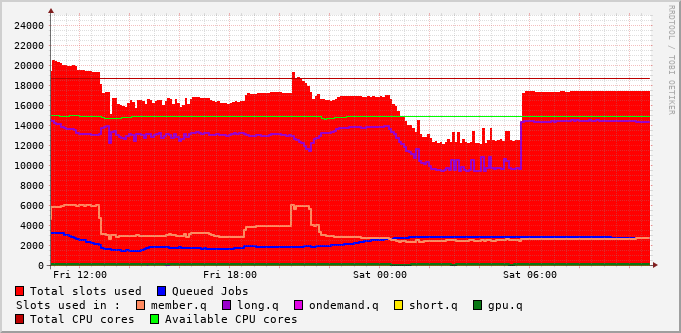 24000
22000
20000
18000
16000
14000
12000
10000
8000
6000
4000
2000
0
Fri 12:00 Fri 18:00 Sat 00:00 Sat 06:00
Total slots used Queued Jobs
Slots used in : member.q long.q ondemand.q short.q gpu.q
Total CPU cores Available CPU cores
RRDTOOL / TOBI OETIKER